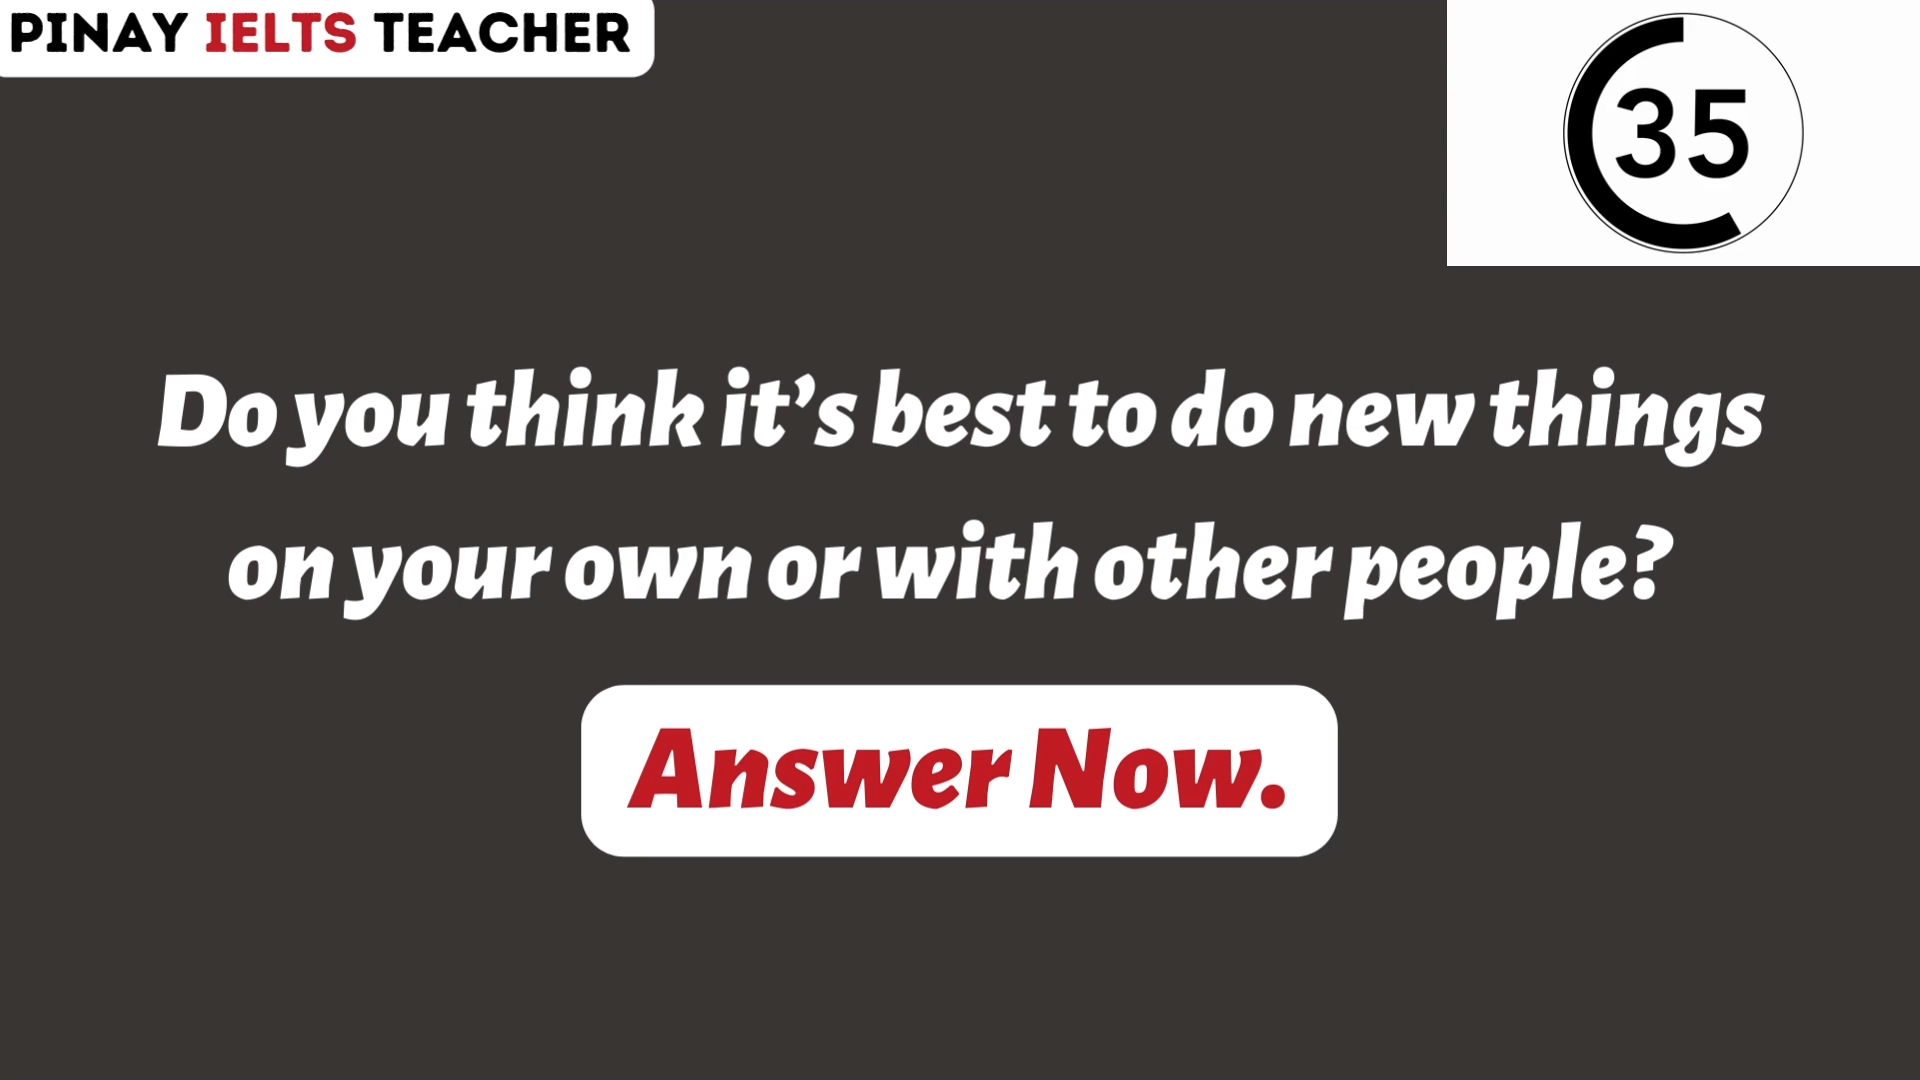 PINAY IELTS TEACHER
35
Do you think it’s best to do new things
on your own or with other people?
Answer Now.